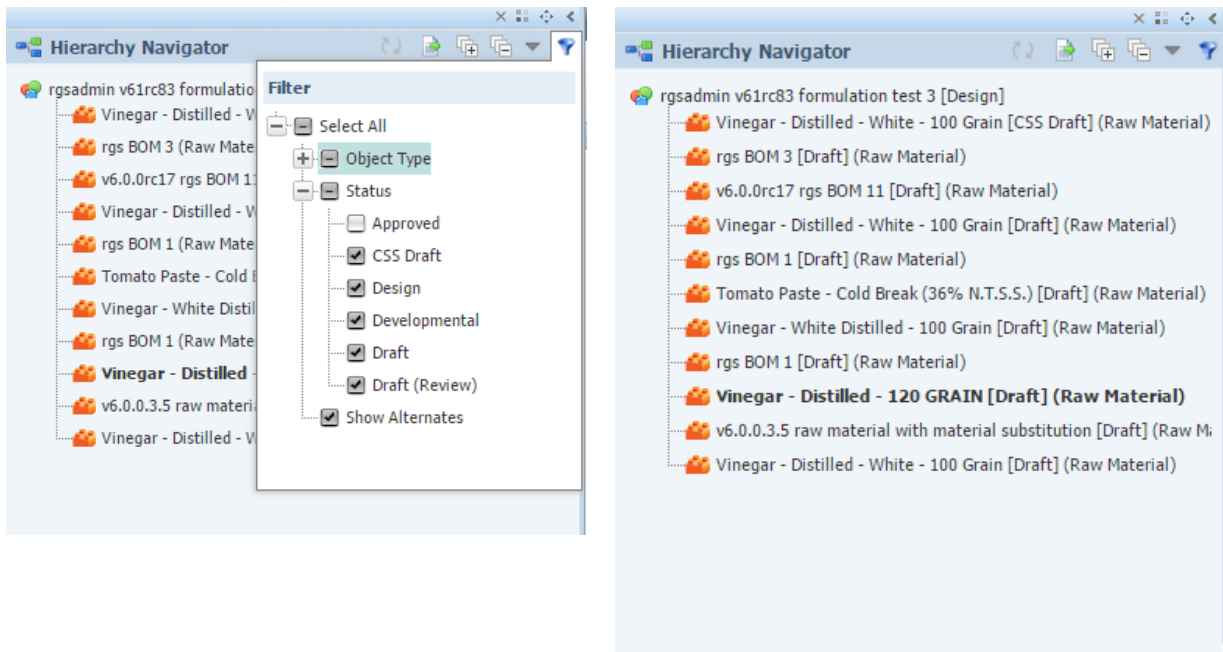 Hierarchy Navigator
rgsadmin v61rc83 formulatio
Vinegar - Distilled - W
rgs BOM 3 (Raw Mate
v6.0.0rc17 rgs BOM 11
Vinegar - Distilled - W
rgs BOM 1 (Raw Mate
Tomato Paste - Cold B
Vinegar - White Distil
rgs BOM 1 (Raw Mate
Vinegar - Distilled -
v6.0.0.3.5 raw materia
Vinegar - Distilled - W
Filter
Select All
Object Type
Status
Approved
CSS Draft
Design
Developmental
Draft
Draft (Review)
Show Alternates
Hierarchy Navigator
rgsadmin v61rc83 formulation test 3 [Design]
Vinegar - Distilled - White - 100 Grain [CSS Draft] (Raw Material)
rgs BOM 3 [Draft] (Raw Material)
v6.0.0rc17 rgs BOM 11 [Draft] (Raw Material)
Vinegar - Distilled - White - 100 Grain [Draft] (Raw Material)
rgs BOM 1 [Draft] (Raw Material)
Tomato Paste - Cold Break (36% N.T.S.S.) [Draft] (Raw Material)
Vinegar - White Distilled - 100 Grain [Draft] (Raw Material)
rgs BOM 1 [Draft] (Raw Material)
Vinegar - Distilled - 120 GRAIN [Draft] (Raw Material)
v6.0.0.3.5 raw material with material substitution [Draft] (Raw Ma
Vinegar - Distilled - White - 100 Grain [Draft] (Raw Material)